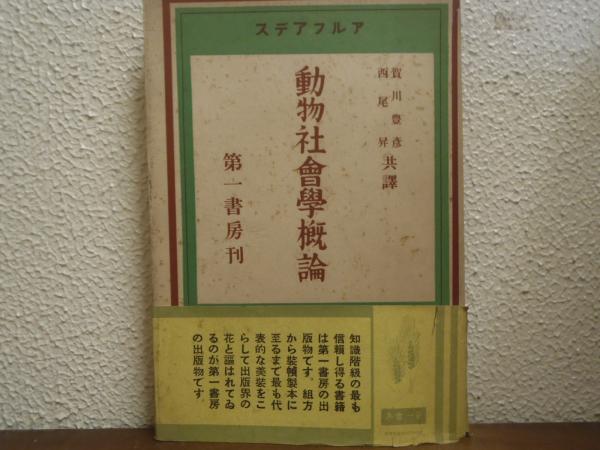 スデアフルア
賀川豊彦
西尾昇
共譯
動物社會學概論
第一書房刊
知識階級の最も
信頼し得る書籍
は第一書房の出
版物です。組方
から裝幀製本に
至るまで最も代
表的な美裝をこ
らして出版界の
花と謳はれてゐ
るのが第一書房
の出版物です。